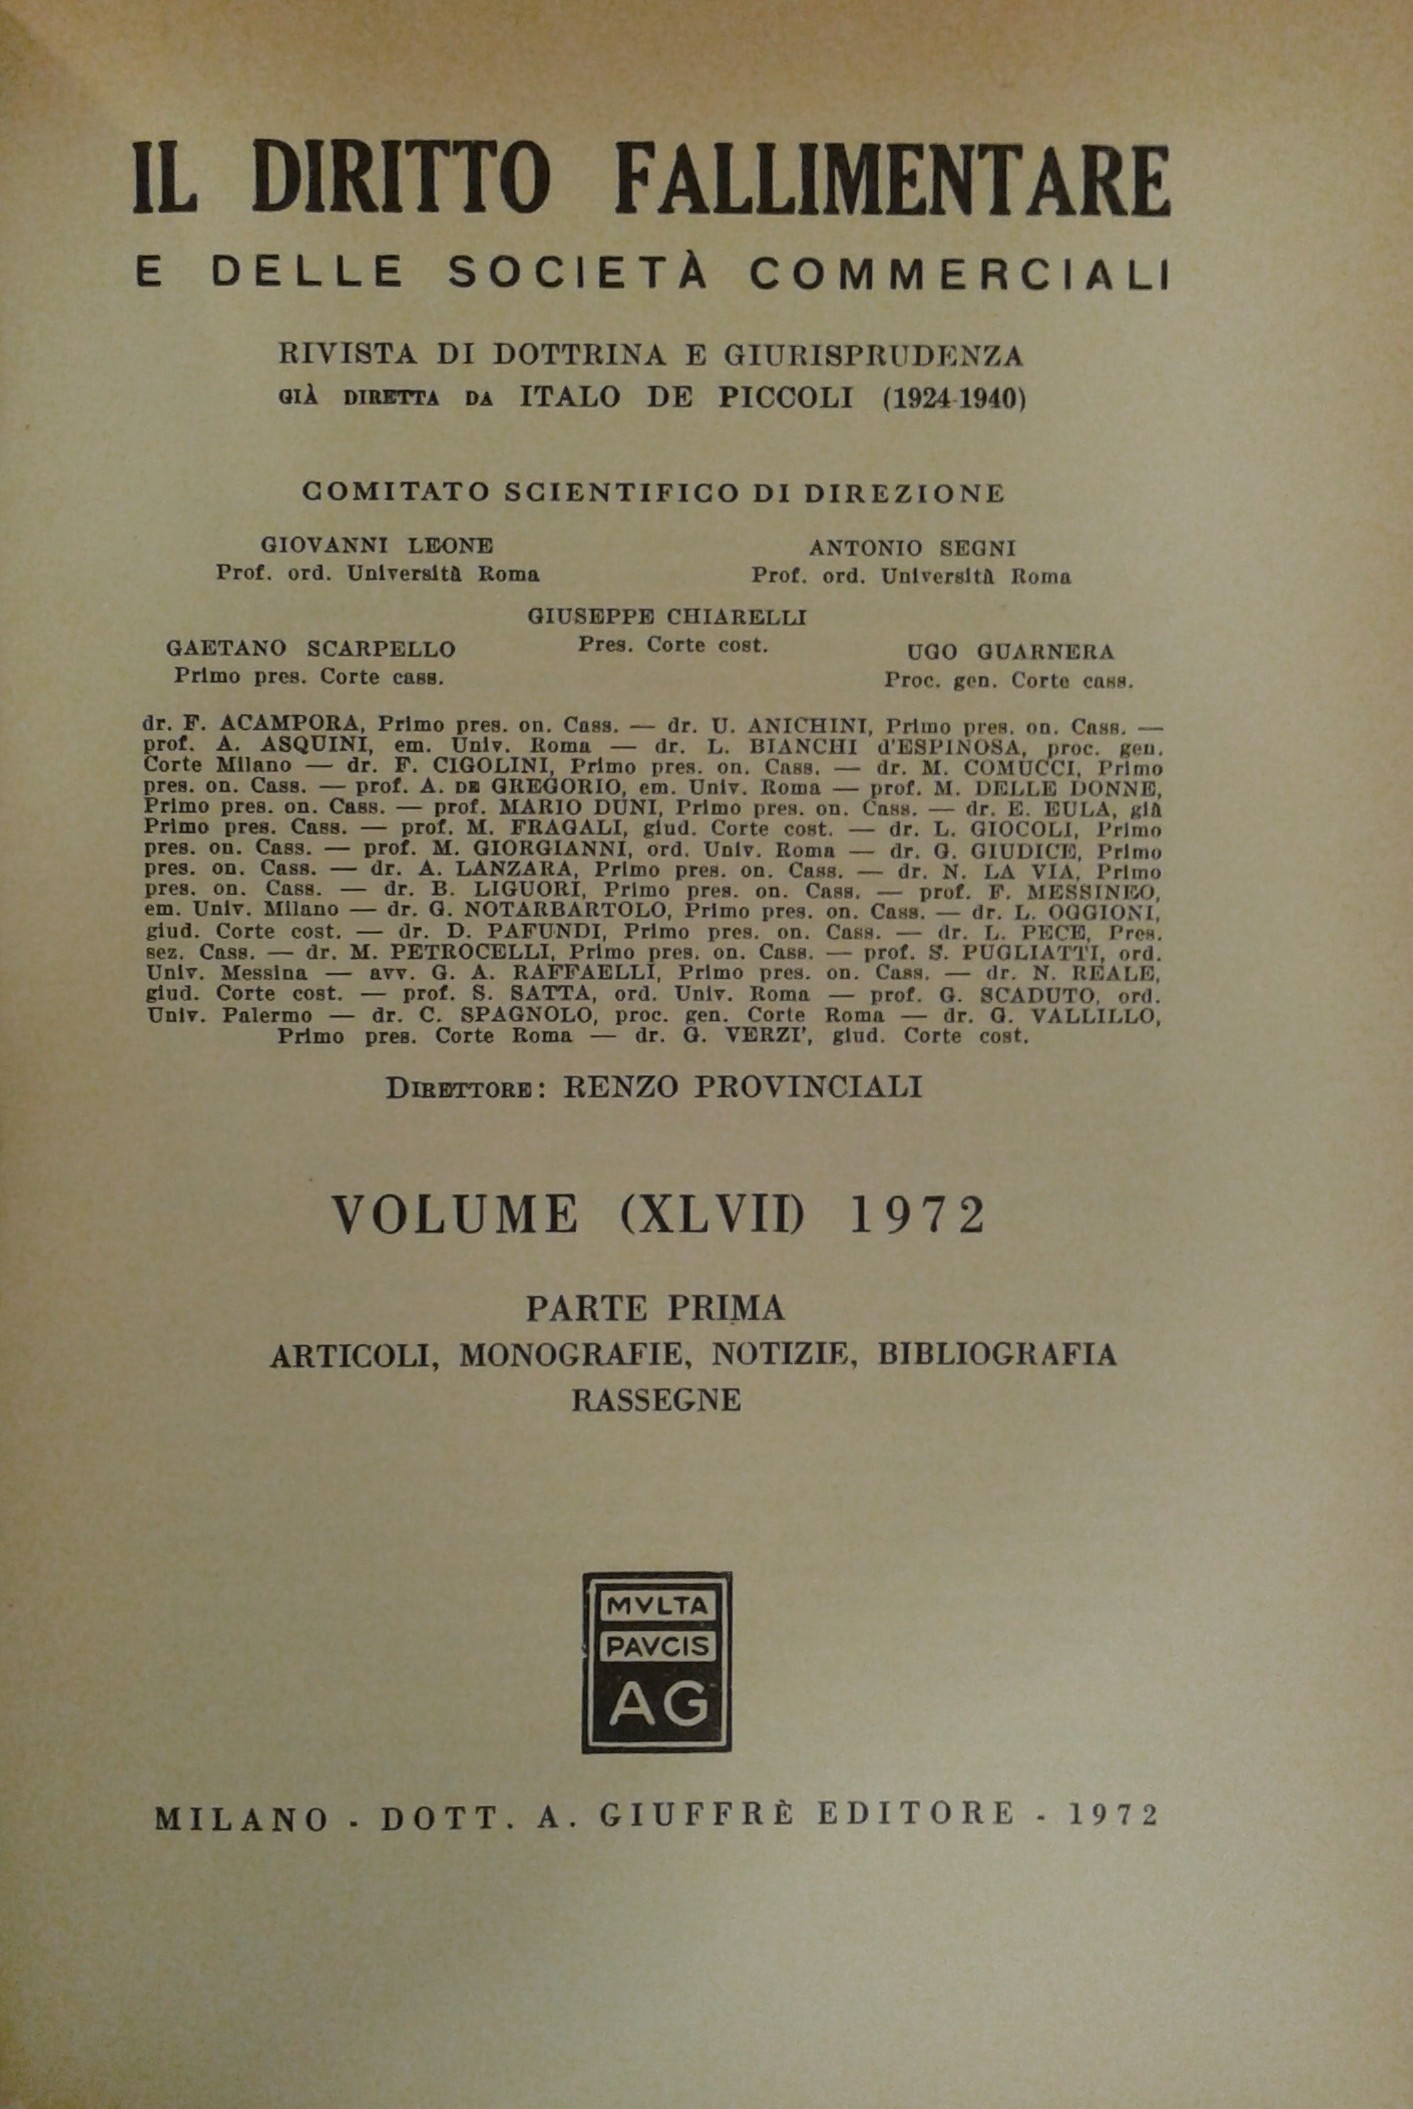 IL DIRITTO FALLIMENTARE
E DELLE SOCIETÀ COMMERCIALI
RIVISTA DI DOTTRINA E GIURISPRUDENZA
GIÀ DIRETTA DA ITALO DE PICCOLI (1924-1940)
COMITATO SCIENTIFICO DI DIREZIONE
GIOVANNI LEONE
Prof. ord. Università Roma
ANTONIO SEGNI
Prof. ord. Università Roma
GIUSEPPE CHIARELLI
Pres. Corte cost.
GAETANO SCARPELLO
Primo pres. Corte cass.
UGO GUARNERA
Proc. gen. Corte cass.
dr. F. ACAMPORA, Primo pres. on. Cass. — dr. U. ANICHINI, Primo pres. on. Cass. —
prof. A. ASQUINI, em. Univ. Roma — dr. L. BIANCHI d'ESPINOSA, proc. gen.
Corte Milano — dr. F. CIGOLINI, Primo pres. on. Cass. — dr. M. COMUCCI, Primo
pres. on. Cass. — prof. A. DE GREGORIO, em. Univ. Roma — prof. M. DELLE DONNE,
Primo pres. on. Cass. — prof. MARIO DUNI, Primo pres. on. Cass. — dr. E. EULA, già
Primo pres. Cass. — prof. M. FRAGALI, giud. Corte cost. — dr. L. GIOCOLI, Primo
pres. on. Cass. — prof. M. GIORGIANNI, ord. Univ. Roma — dr. G. GIUDICE, Primo
pres. on. Cass. — dr. A. LANZARA, Primo pres. on. Cass. — dr. N. LA VIA, Primo
pres. on. Cass. — dr. B. LIGUORI, Primo pres. on. Cass. — prof. F. MESSINEO,
em. Univ. Milano — dr. G. NOTARBARTOLO, Primo pres. on. Cass. — dr. L. OGGIONI,
giud. Corte cost. — dr. D. PAFUNDI, Primo pres. on. Cass. — dr. L. PECE, Pres.
sez. Cass. — dr. M. PETROCELLI, Primo pres. on. Cass. — prof. S. PUGLIATTI, ord.
Univ. Messina — avv. G. A. RAFFAELLI, Primo pres. on. Cass. — dr. N. REALE,
giud. Corte cost. — prof. S. SATTA, ord. Univ. Roma — prof. G. SCADUTO, ord.
Univ. Palermo — dr. C. SPAGNOLO, proc. gen. Corte Roma — dr. G. VALLILLO,
Primo pres. Corte Roma — dr. G. VERZI', giud. Corte cost.
DIRETTORE: RENZO PROVINCIALI
VOLUME (XLVII) 1972
PARTE PRIMA
ARTICOLI, MONOGRAFIE, NOTIZIE, BIBLIOGRAFIA
RASSEGNE
MVLTA
PAVCIS
AG
MILANO - DOTT. A. GIUFFRÈ EDITORE - 1972